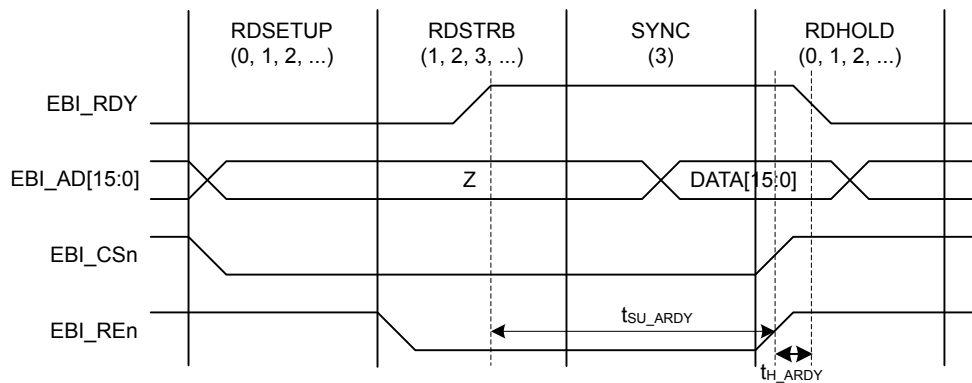 RDSETUP
(0, 1, 2, ...)
RDSTRB
(1, 2, 3, ...)
SYNC
(3)
RDHOLD
(0, 1, 2, ...)
EBI_RDY
EBI_AD[15:0]
Z
DATA[15:0]
EBI_CSn
EBI_REn
tSU_ARDY
tH_ARDY